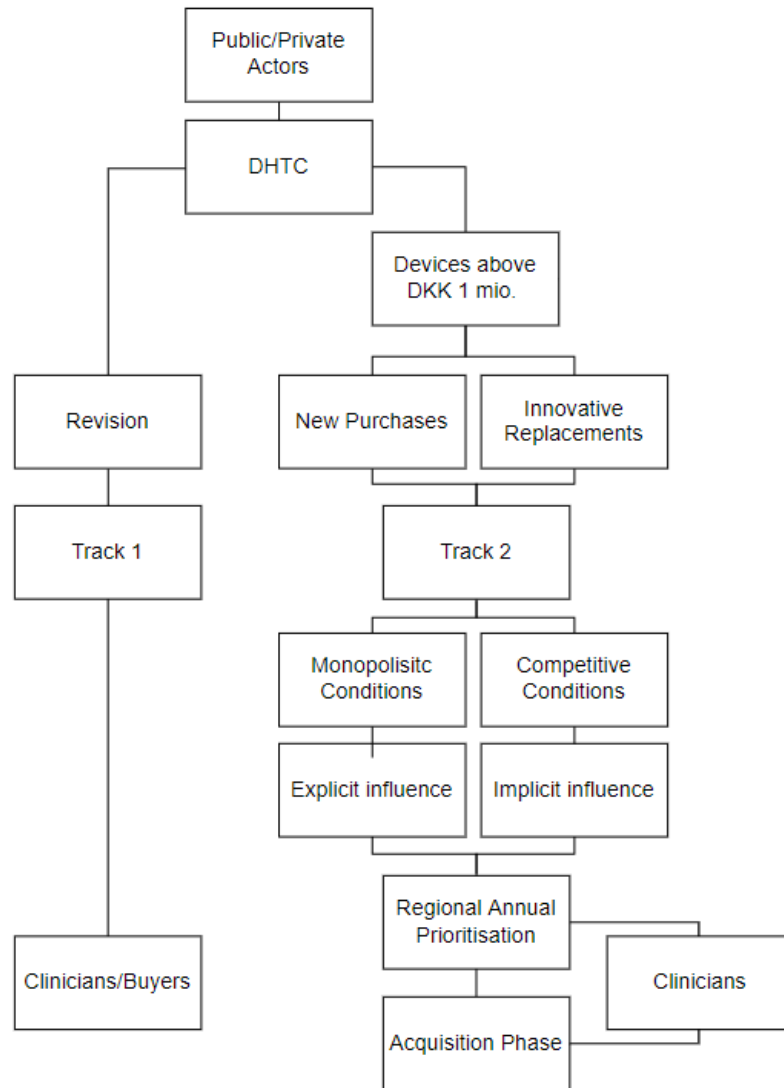 Public/Private
Actors
DHTC
Devices above
DKK 1 mio.
Revision
New Purchases
Innovative
Replacements
Track 1
Track 2
Monopolisitc
Conditions
Competitive
Conditions
Explicit influence
Implicit influence
Regional Annual
Prioritisation
Clinicians/Buyers
Clinicians
Acquisition Phase